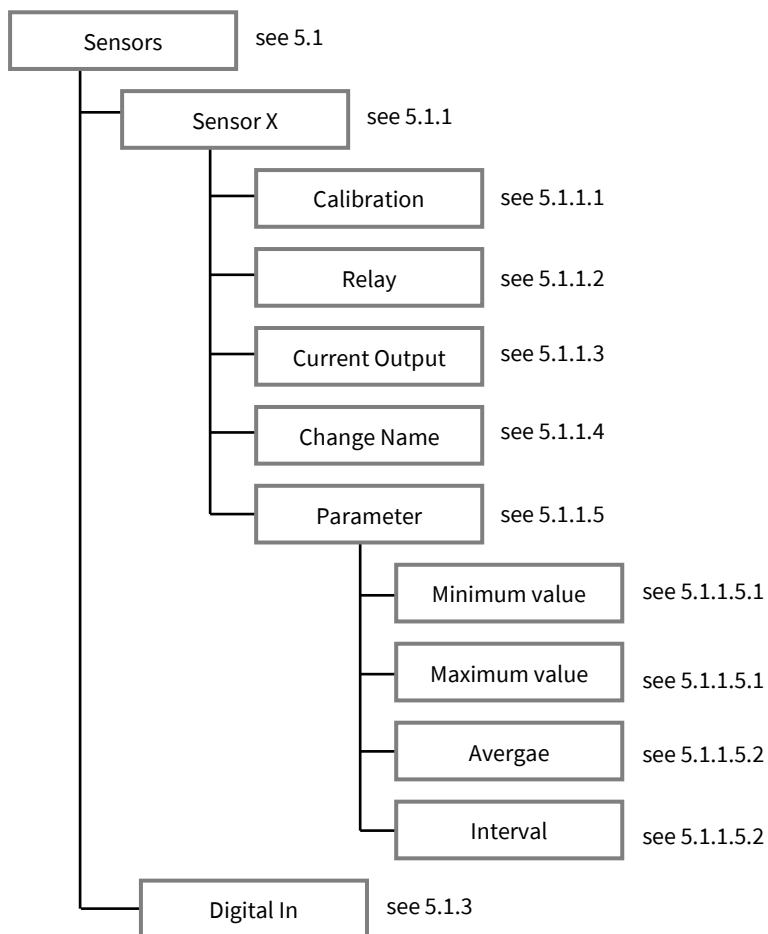 Sensors see 5.1
Sensor X see 5.1.1
Calibration see 5.1.1.1
Relay see 5.1.1.2
Current Output see 5.1.1.3
Change Name see 5.1.1.4
Parameter see 5.1.1.5
Minimum value see 5.1.1.5.1
Maximum value see 5.1.1.5.1
Avergae see 5.1.1.5.2
Interval see 5.1.1.5.2
Digital In see 5.1.3